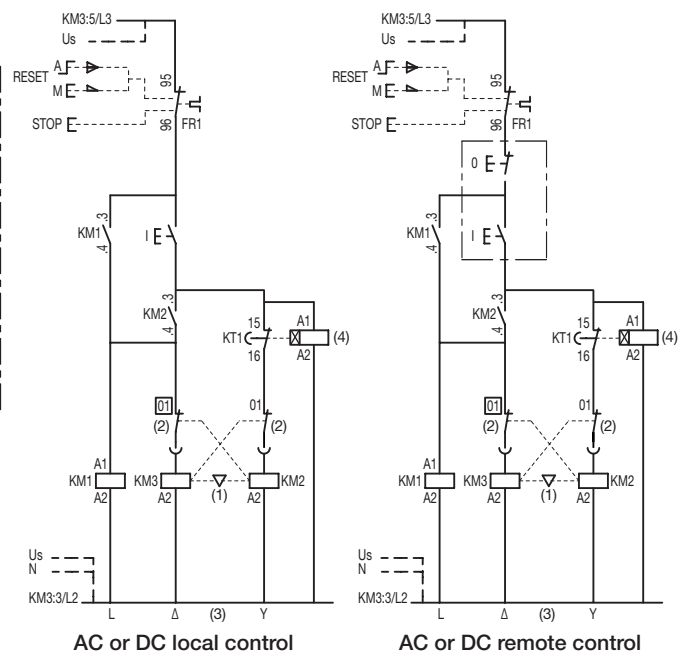 KM3:5/L3
Us
A
RESET
M
STOP
95
96
FR1
.3
KM1
.4
I
.3
KM2
.4
15
KT1
16
A1
(4)
A2
01
(2)
01
(2)
A1
KM1
A2
KM3
A2
(1)
A2
KM2
Us
N
KM3:3/L2
L
Δ
(3)
Y
AC or DC local control
KM3:5/L3
Us
A
RESET
M
STOP
95
96
FR1
0
.3
KM1
.4
I
.3
KM2
.4
15
KT1
16
A1
(4)
A2
01
(2)
01
(2)
A1
KM1
A2
KM3
A2
(1)
A2
KM2
Us
N
KM3:3/L2
L
Δ
(3)
Y
AC or DC remote control